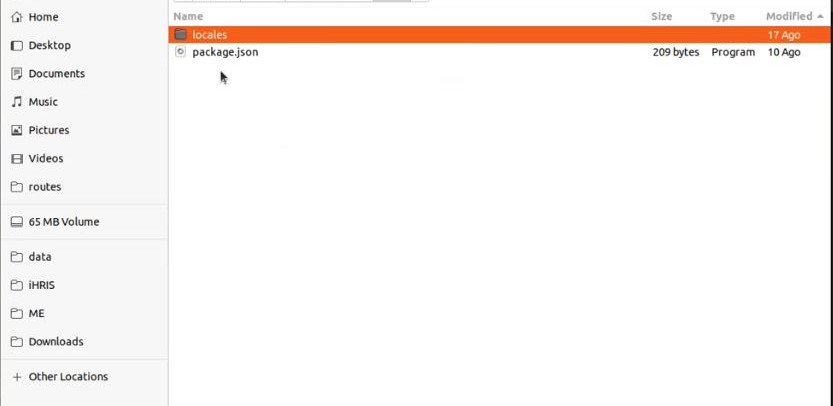 Home
Desktop
Documents
Music
Pictures
Videos
routes
65 MB Volume
data
iHRIS
ME
Downloads
+ Other Locations
Name Size Type Modified
locales 17 Ago
package.json 209 bytes Program 10 Ago